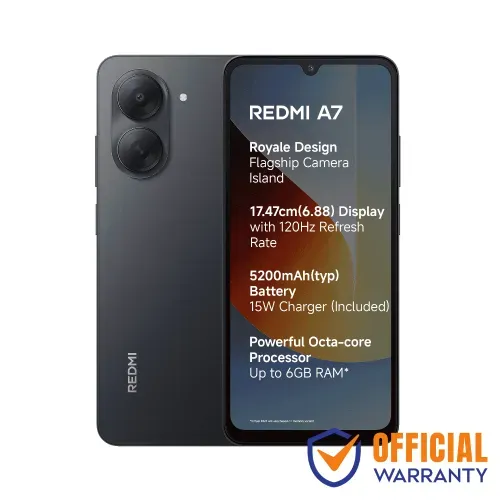 REDMI A7
Royale Design
Flagship Camera
Island
17.47cm(6.88) Display
with 120Hz Refresh
Rate
5200mAh(typ)
Battery
15W Charger (Included)
Powerful Octa-core
Processor
Up to 6GB RAM*
REDMI
OFFICIAL
WARRANTY